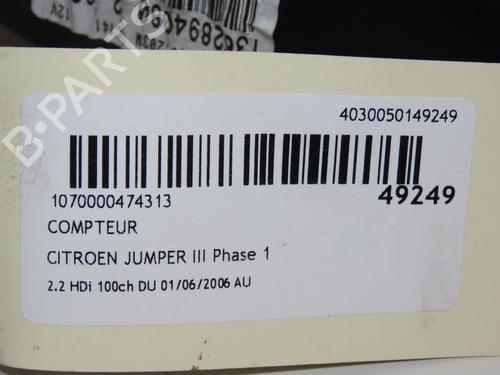 4030050149249
49249
1070000474313
COMPTEUR
CITROEN JUMPER III Phase 1
2.2 HDi 100ch DU 01/06/2006 AU
B-PARTS
12V